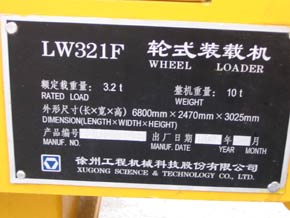 LW321F 轮式装载机
WHEEL LOADER
额定载重量: 3.2 t 整机重量: 10 t
RATED LOAD WEIGHT
外形尺寸(长×宽×高) 6800mm×2470mm×3025mm
DIMENSION(LENGTH×WIDTH×HEIGHT)
产品编号 出厂日期 年 月
MANUF. NO. MANUF. DATE YEAR MONTH
徐州工程机械科技股份有限公司
XUGONG SCIENCE & TECHNOLOGY CO., LTD.